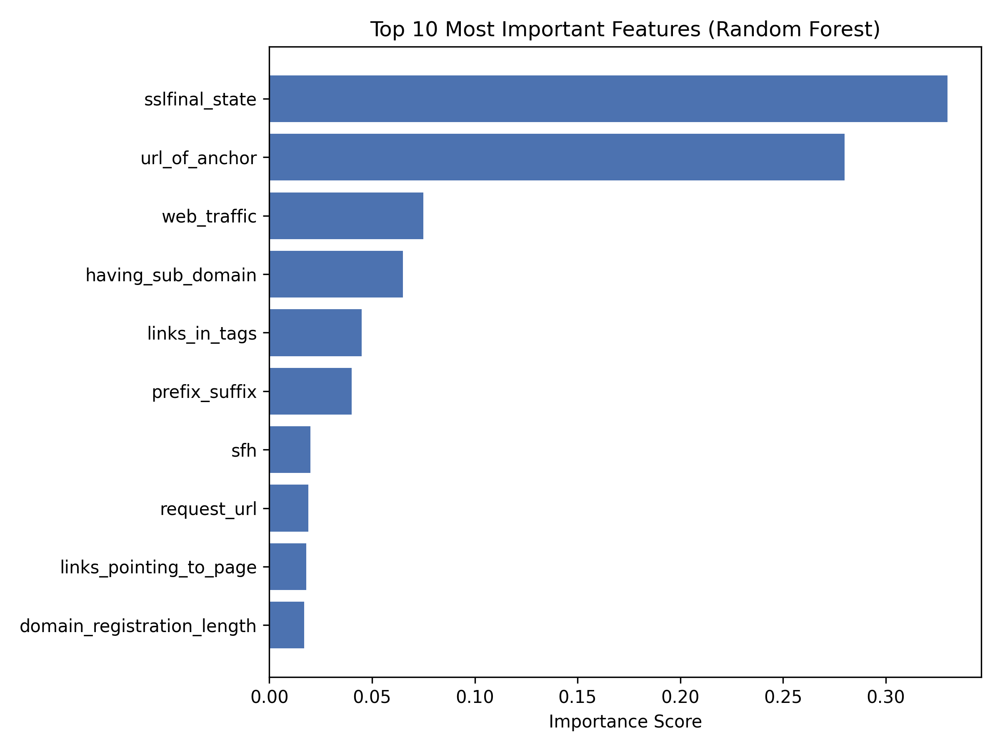 Top 10 Most Important Features (Random Forest)
sslfinal_state
url_of_anchor
web_traffic
having_sub_domain
links_in_tags
prefix_suffix
sfh
request_url
links_pointing_to_page
domain_registration_length
0.00 0.05 0.10 0.15 0.20 0.25 0.30
Importance Score